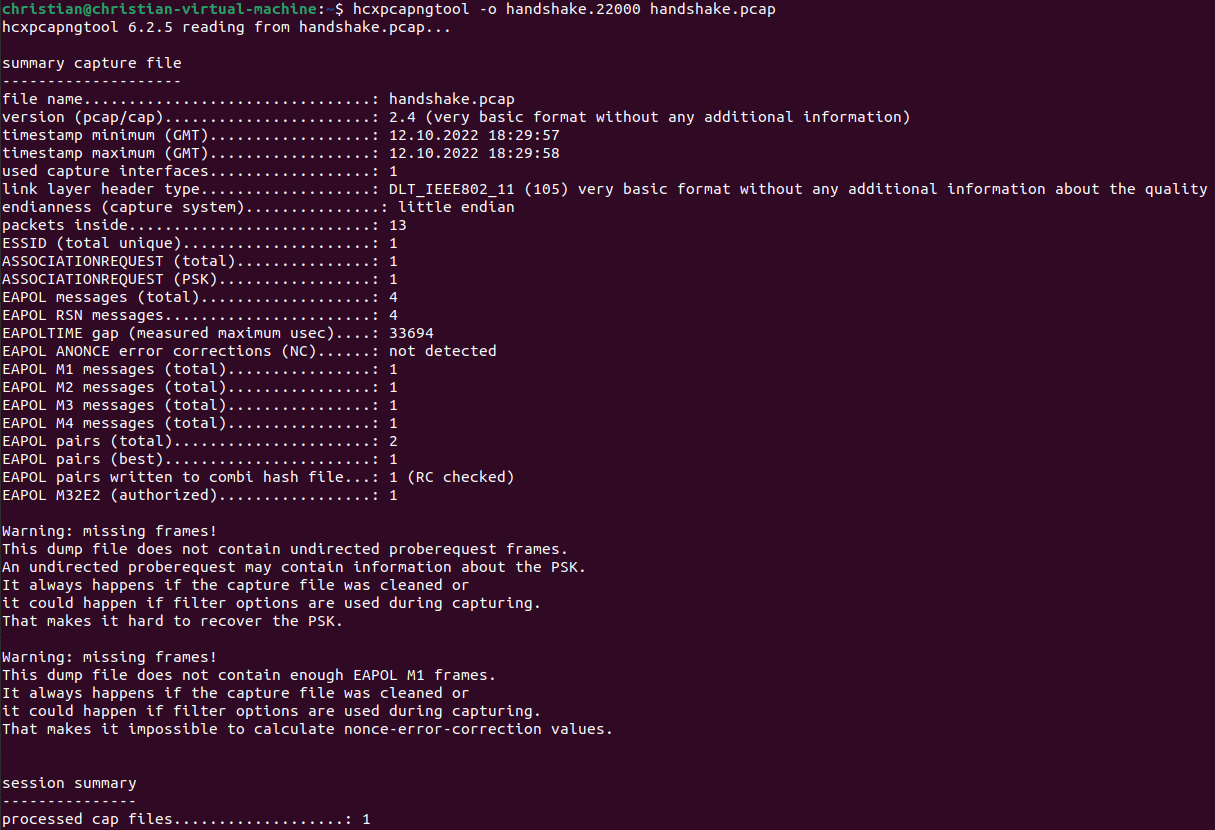 christian@christian-virtual-machine:~$ hcxpcapngtool -o handshake.22000 handshake.pcap
hcxpcapngtool 6.2.5 reading from handshake.pcap...
summary capture file
--------------------
file name................................: handshake.pcap
version (pcap/cap).......................: 2.4 (very basic format without any additional information)
timestamp minimum (GMT)..................: 12.10.2022 18:29:57
timestamp maximum (GMT)..................: 12.10.2022 18:29:58
used capture interfaces..................: 1
link layer header type...................: DLT_IEEE802_11 (105) very basic format without any additional information about the quality
endianness (capture system)...............: little endian
packets inside...........................: 13
ESSID (total unique).....................: 1
ASSOCIATIONREQUEST (total)...............: 1
ASSOCIATIONREQUEST (PSK).................: 1
EAPOL messages (total)...................: 4
EAPOL RSN messages.......................: 4
EAPOLTIME gap (measured maximum usec)....: 33694
EAPOL ANONCE error corrections (NC)......: not detected
EAPOL M1 messages (total)................: 1
EAPOL M2 messages (total)................: 1
EAPOL M3 messages (total)................: 1
EAPOL M4 messages (total)................: 1
EAPOL pairs (total)......................: 2
EAPOL pairs (best).......................: 1
EAPOL pairs written to combi hash file...: 1 (RC checked)
EAPOL M32E2 (authorized).................: 1
Warning: missing frames!
This dump file does not contain undirected proberequest frames.
An undirected proberequest may contain information about the PSK.
It always happens if the capture file was cleaned or
it could happen if filter options are used during capturing.
That makes it hard to recover the PSK.
Warning: missing frames!
This dump file does not contain enough EAPOL M1 frames.
It always happens if the capture file was cleaned or
it could happen if filter options are used during capturing.
That makes it impossible to calculate nonce-error-correction values.
session summary
---------------
processed cap files...................: 1